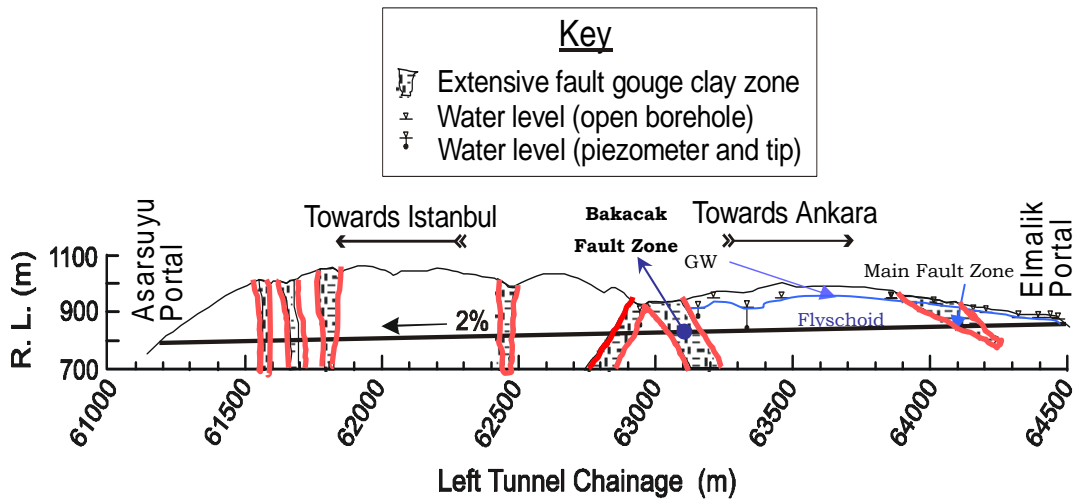 Key
Extensive fault gouge clay zone
Water level (open borehole)
Water level (piezometer and tip)
Asarsuyu
Portal
Towards Istanbul
Bakacak
Fault Zone
Towards Ankara
GW
Main Fault Zone
Elmalik
Portal
R. L. (m)
1100
1000
900
800
700
2%
Flyschoid
61000
61500
62000
62500
63000
63500
64000
64500
Left Tunnel Chainage (m)